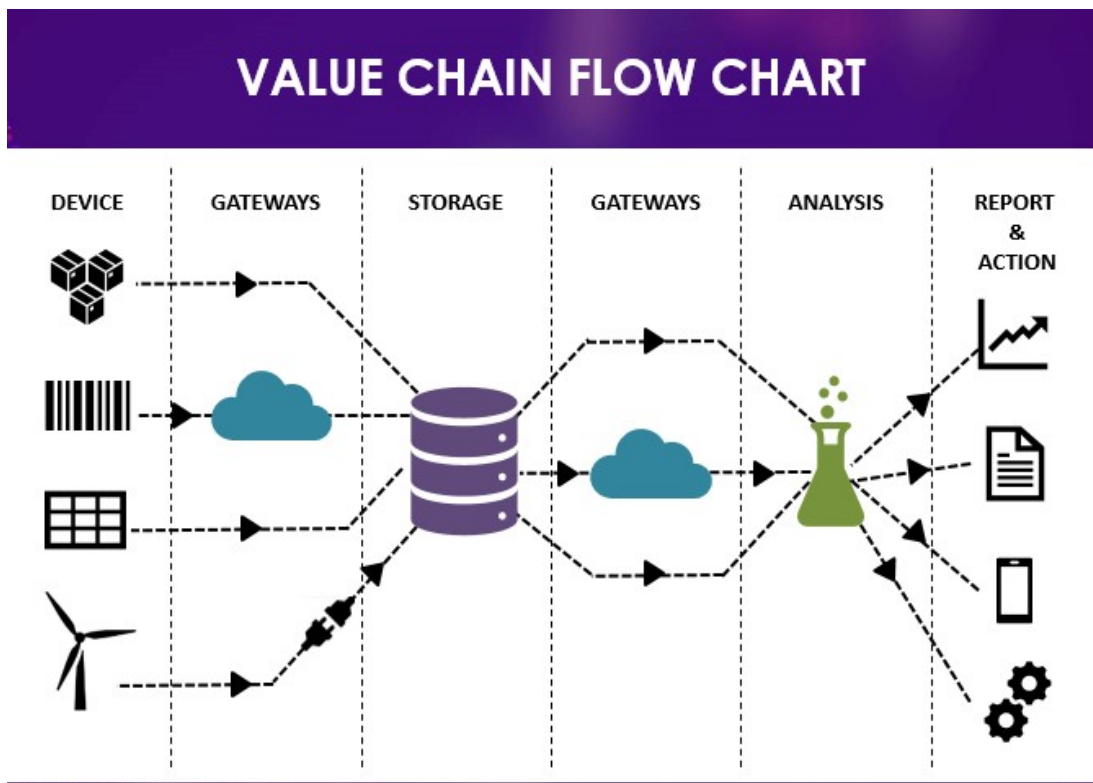 VALUE CHAIN FLOW CHART
DEVICE
GATEWAYS
STORAGE
GATEWAYS
ANALYSIS
REPORT
&
ACTION